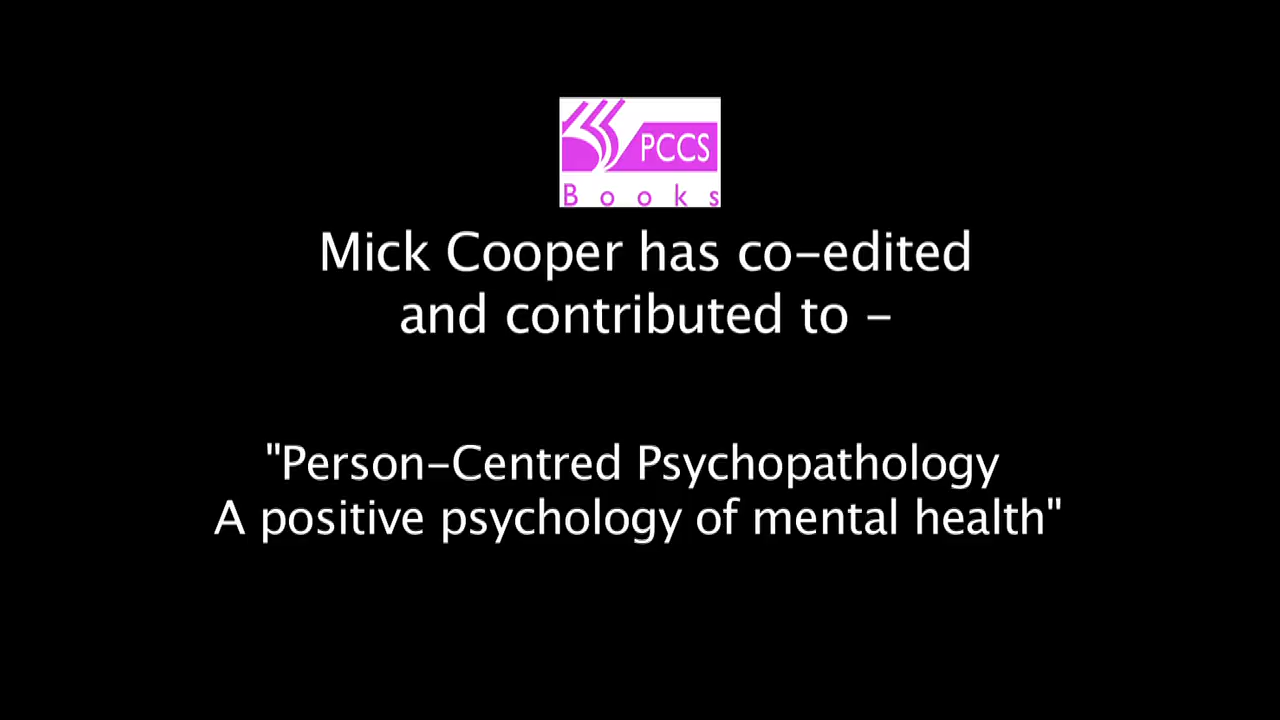 PCCS
Books
Mick Cooper has co-edited
and contributed to -
"Person-Centred Psychopathology
A positive psychology of mental health"